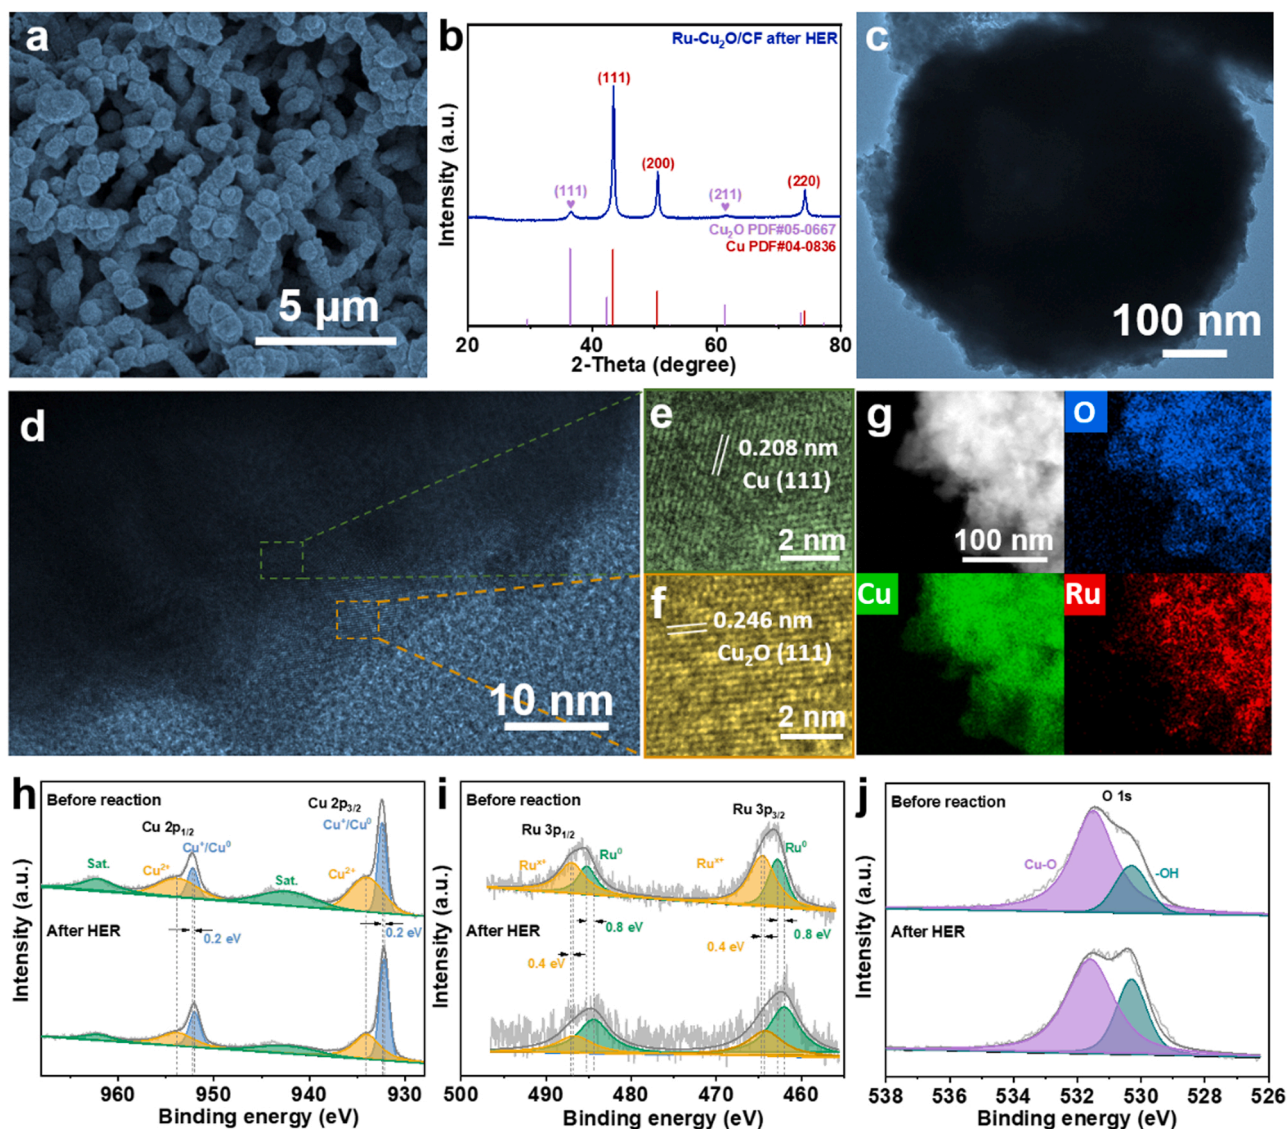 a
5 µm
b
Ru-Cu₂O/CF after HER
(111)
(111)
(200)
(211)
(220)
♥
♥
Cu₂O PDF#05-0667
Cu PDF#04-0836
Intensity (a.u.)
20
40
60
80
2-Theta (degree)
c
100 nm
d
10 nm
e
0.208 nm
Cu (111)
2 nm
f
0.246 nm
Cu₂O (111)
2 nm
g
100 nm
O
Cu
Ru
h
Before reaction
Cu 2p₁/₂
Cu 2p₃/₂
Cu⁺/Cu⁰
Cu⁺/Cu⁰
Sat.
Cu²⁺
Sat.
Cu²⁺
After HER
0.2 eV
0.2 eV
Intensity (a.u.)
960
950
940
930
Binding energy (eV)
i
Before reaction
Ru 3p₁/₂
Ru 3p₃/₂
Ruˣ⁺
Ru⁰
Ruˣ⁺
Ru⁰
After HER
0.8 eV
0.4 eV
0.8 eV
0.4 eV
Intensity (a.u.)
500
490
480
470
460
Binding energy (eV)
j
Before reaction
O 1s
Cu-O
-OH
After HER
Intensity (a.u.)
538
536
534
532
530
528
526
Binding energy (eV)